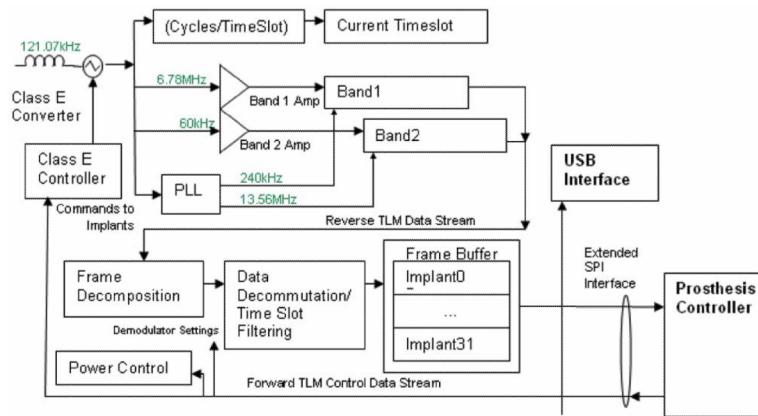 (Cycles/TimeSlot)
Current Timeslot
121.07kHz
Class E
Converter
6.78MHz
Band 1 Amp
Band1
60kHz
Band 2 Amp
Band2
Class E
Controller
PLL
240kHz
13.56MHz
USB
Interface
Commands to
Implants
Reverse TLM Data Stream
Frame
Decomposition
Data
Decommutation/
Time Slot
Filtering
Frame Buffer
Implant0
...
Implant31
Extended
SPI
Interface
Prosthesis
Controller
Demodulator Settings
Power Control
Forward TLM Control Data Stream